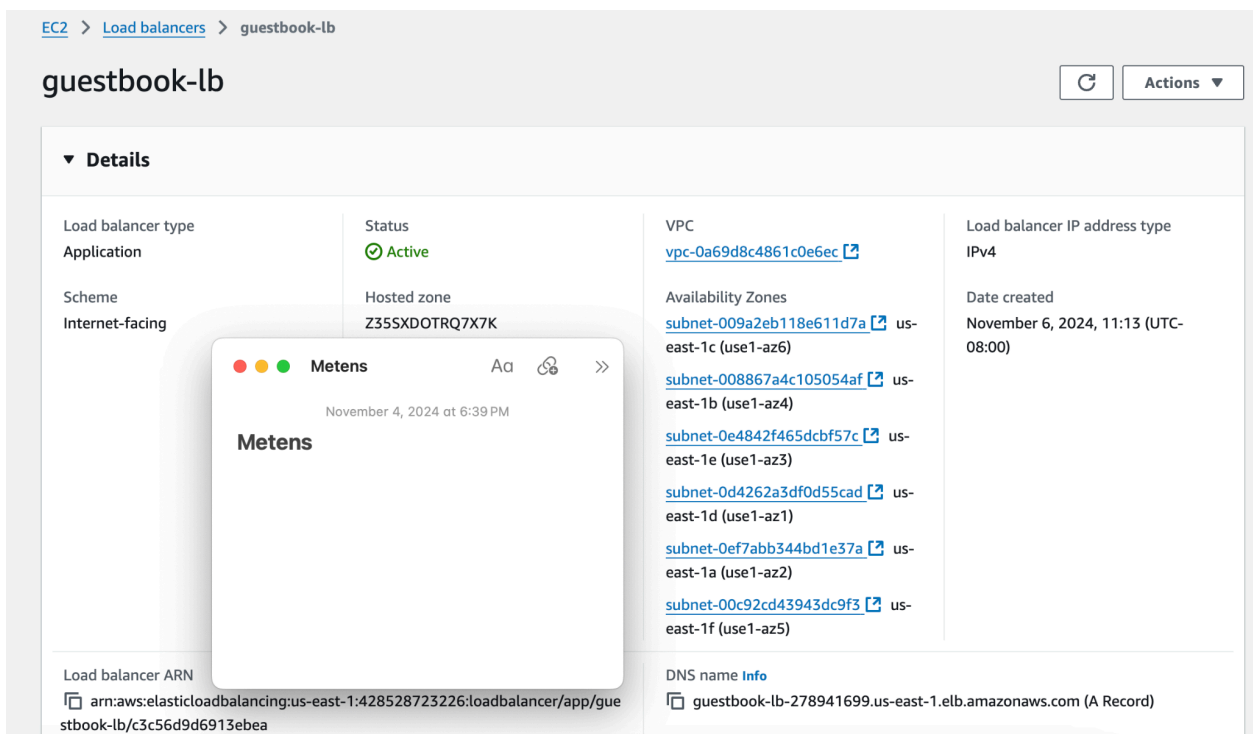 EC2 > Load balancers > guestbook-lb
guestbook-lb
Actions
Details
Load balancer type
Application
Scheme
Internet-facing
Status
Active
Hosted zone
Z35SXDOTRQ7X7K
VPC
vpc-0a69d8c4861c0e6ec
Availability Zones
subnet-009a2eb118e611d7a us-
east-1c (use1-az6)
subnet-008867a4c105054af us-
east-1b (use1-az4)
subnet-0e4842f465dcbf57c us-
east-1e (use1-az3)
subnet-0d4262a3df0d55cad us-
east-1d (use1-az1)
subnet-0ef7abb344bd1e37a us-
east-1a (use1-az2)
subnet-00c92cd43943dc9f3 us-
east-1f (use1-az5)
Load balancer IP address type
IPv4
Date created
November 6, 2024, 11:13 (UTC-
08:00)
Metens
Aa
November 4, 2024 at 6:39 PM
Metens
Load balancer ARN
arn:aws:elasticloadbalancing:us-east-1:428528723226:loadbalancer/app/gue
stbook-lb/c3c56d9d6913ebea
DNS name Info
guestbook-lb-278941699.us-east-1.elb.amazonaws.com (A Record)